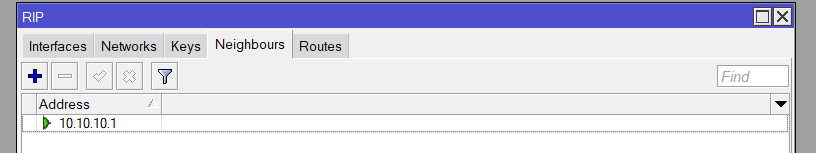 RIP
Interfaces Networks Keys Neighbours Routes
Find
Address
10.10.10.1